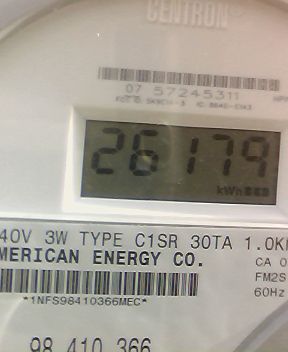 CENTRON
07 57245311
26179
kWh
40V 3W TYPE C1SR 30TA 1.0K
MERICAN ENERGY CO.
CA 0
FM2S
60Hz
*1NFS98410366MEC*
98 410 366